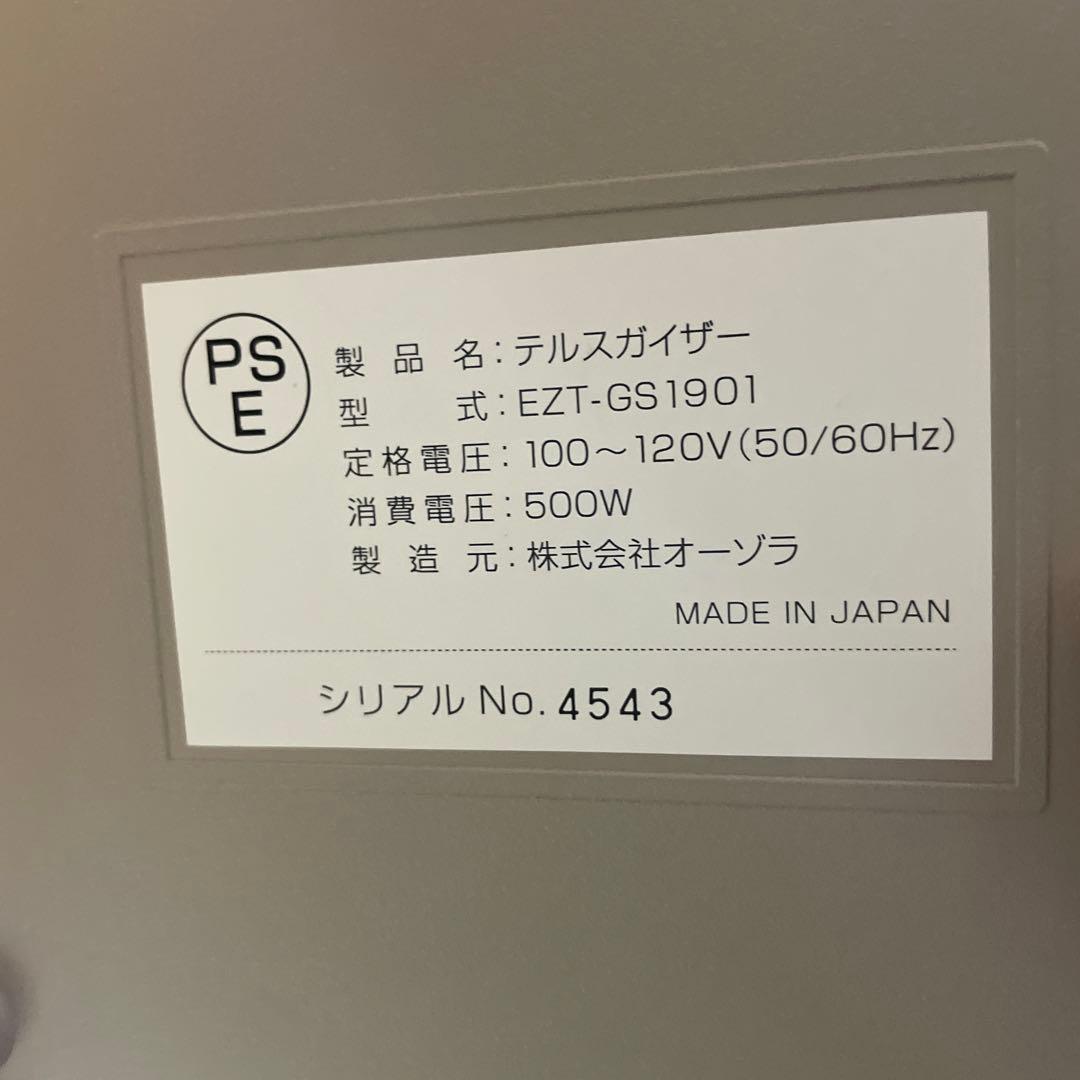 PS
E
製品名：テルスガイザー
型式：EZT-GS1901
定格電圧：100～120V(50/60Hz)
消費電圧：500W
製造元：株式会社オーゾラ
MADE IN JAPAN
シリアル No. 4543